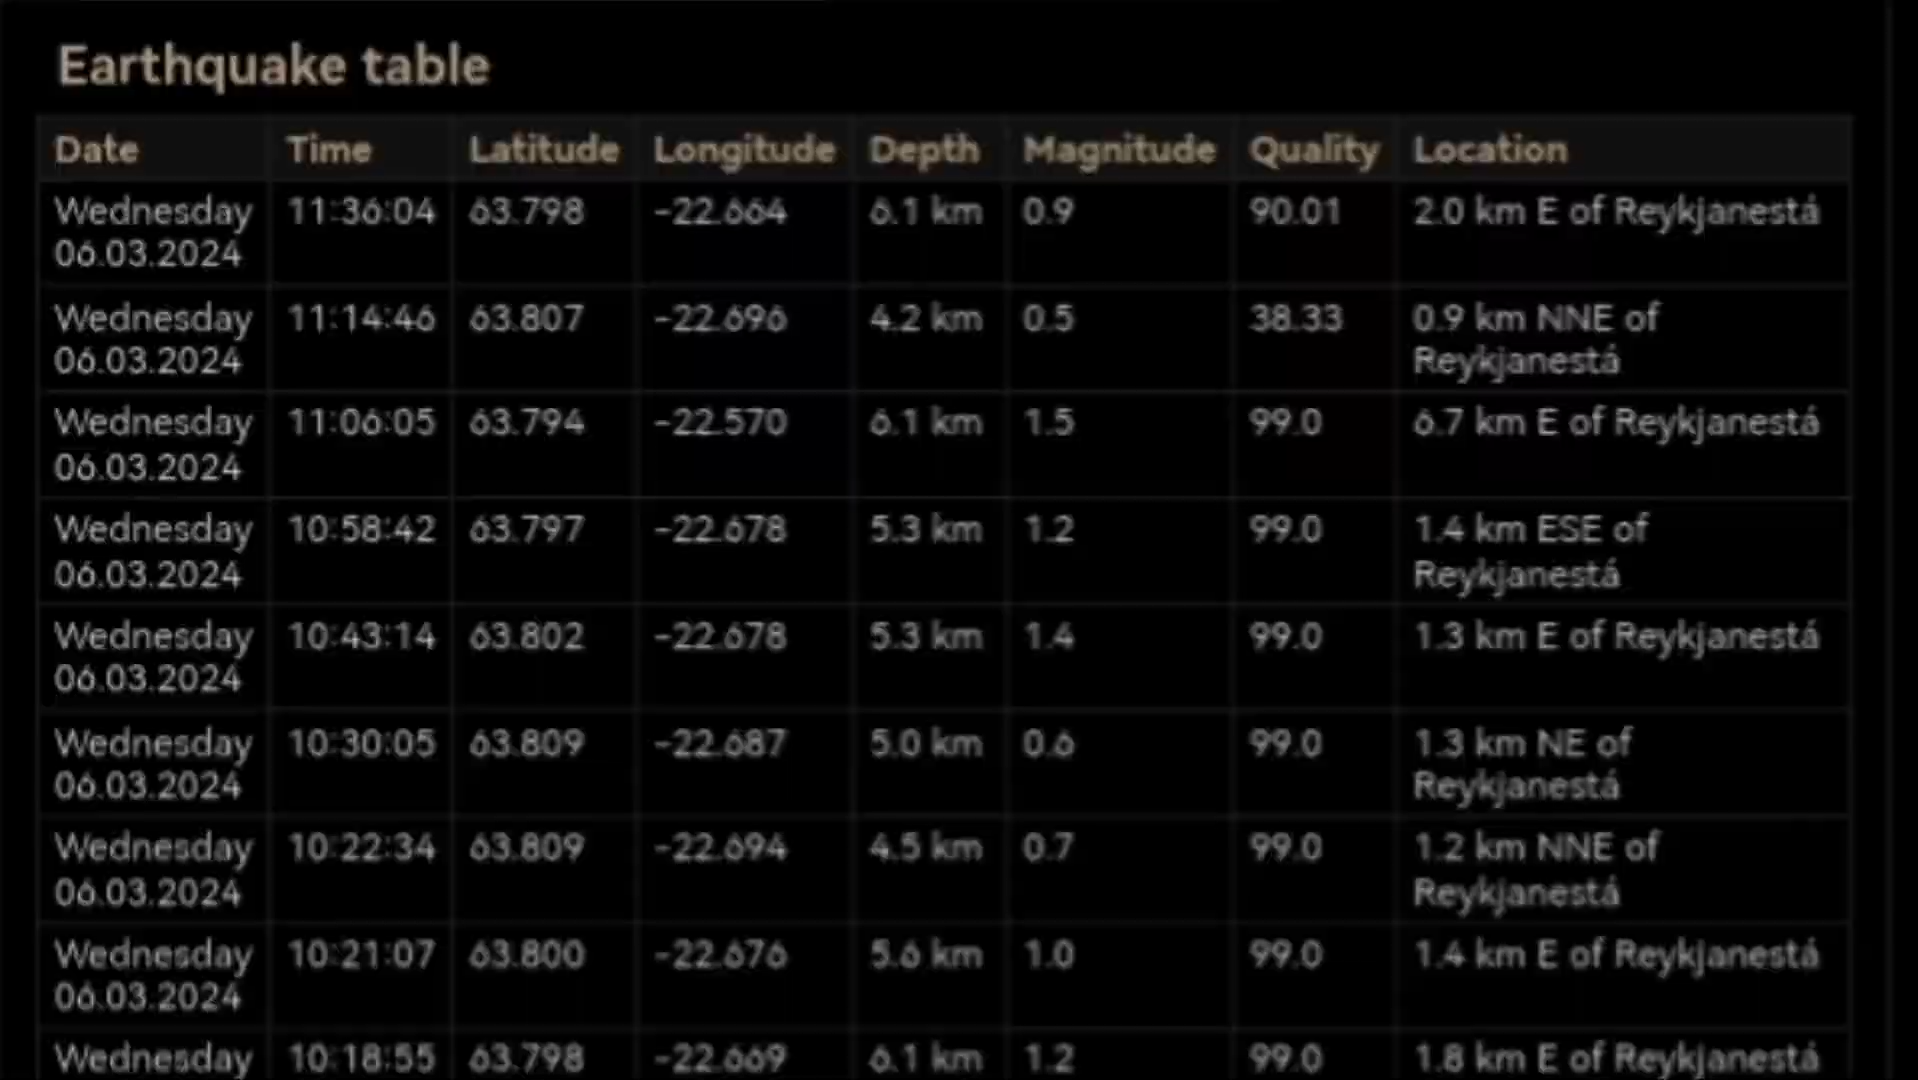 Earthquake table
Date Time Latitude Longitude Depth Magnitude Quality Location
Wednesday 11:36:04 63.798 -22.664 6.1 km 0.9 90.01 2.0 km E of Reykjanestá
06.03.2024
Wednesday 11:14:46 63.807 -22.696 4.2 km 0.5 38.33 0.9 km NNE of
06.03.2024 Reykjanestá
Wednesday 11:06:05 63.794 -22.570 6.1 km 1.5 99.0 6.7 km E of Reykjanestá
06.03.2024
Wednesday 10:58:42 63.797 -22.678 5.3 km 1.2 99.0 1.4 km ESE of
06.03.2024 Reykjanestá
Wednesday 10:43:14 63.802 -22.678 5.3 km 1.4 99.0 1.3 km E of Reykjanestá
06.03.2024
Wednesday 10:30:05 63.809 -22.687 5.0 km 0.6 99.0 1.3 km NE of
06.03.2024 Reykjanestá
Wednesday 10:22:34 63.809 -22.694 4.5 km 0.7 99.0 1.2 km NNE of
06.03.2024 Reykjanestá
Wednesday 10:21:07 63.800 -22.676 5.6 km 1.0 99.0 1.4 km E of Reykjanestá
06.03.2024
Wednesday 10:18:55 63.798 -22.669 6.1 km 1.2 99.0 1.8 km E of Reykjanestá